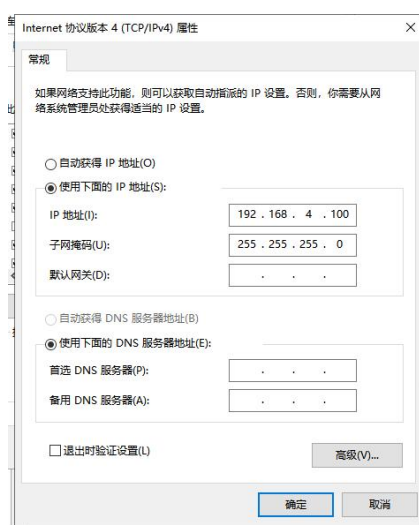 Internet 协议版本 4 (TCP/IPv4) 属性
常规
如果网络支持此功能，则可以获取自动指派的 IP 设置。否则，你需要从网
络系统管理员处获得适当的 IP 设置。
自动获得 IP 地址(O)
使用下面的 IP 地址(S):
IP 地址(I):
192 . 168 . 4 . 100
子网掩码(U):
255 . 255 . 255 . 0
默认网关(D):
. . .
自动获得 DNS 服务器地址(B)
使用下面的 DNS 服务器地址(E):
首选 DNS 服务器(P):
. . .
备用 DNS 服务器(A):
. . .
退出时验证设置(L)
高级(V)...
确定
取消